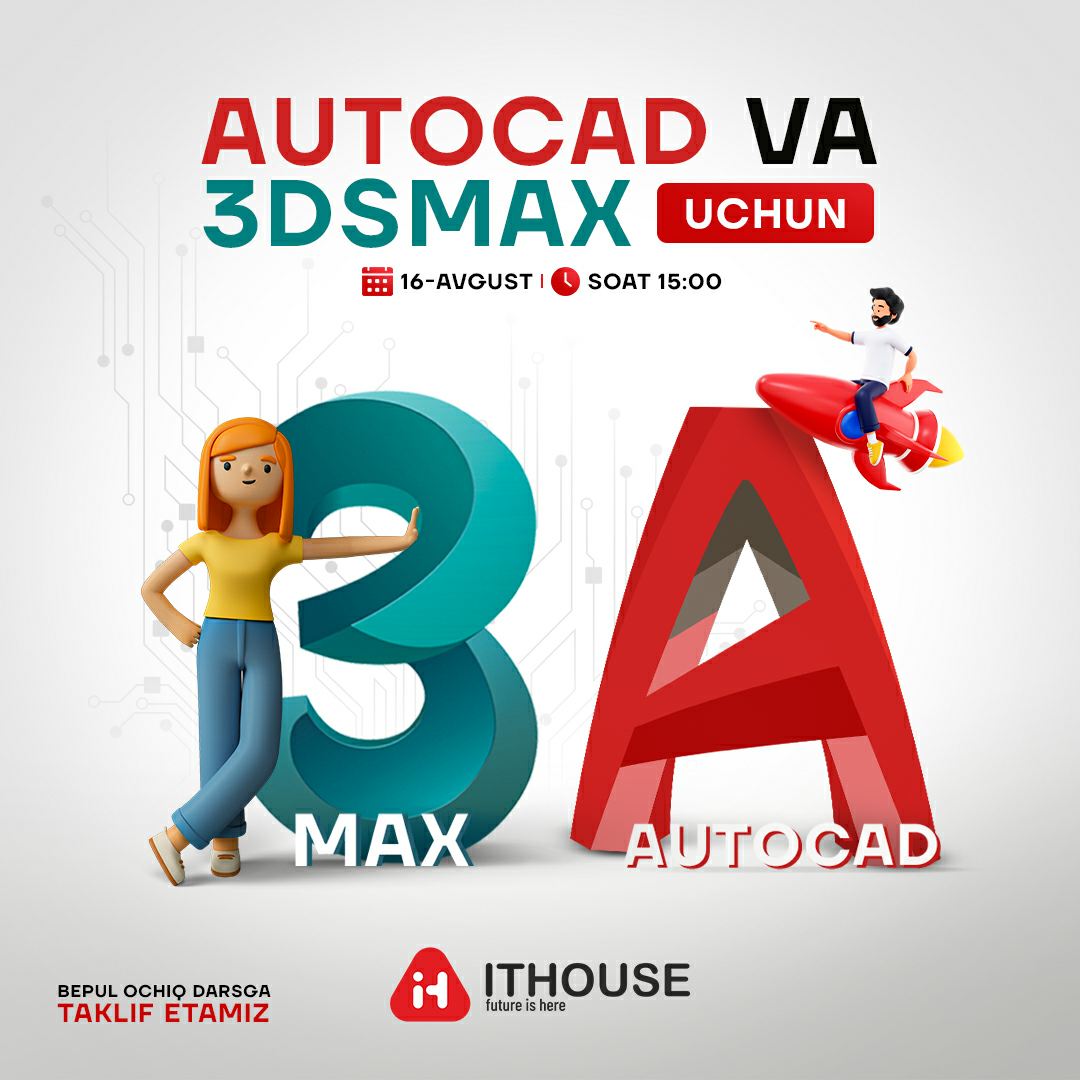 AUTOCAD VA
3DSMAX UCHUN
16-AVGUST | SOAT 15:00
MAX
AUTOCAD
BEPUL OCHIQ DARSGA
TAKLIF ETAMIZ
ITHOUSE
future is here